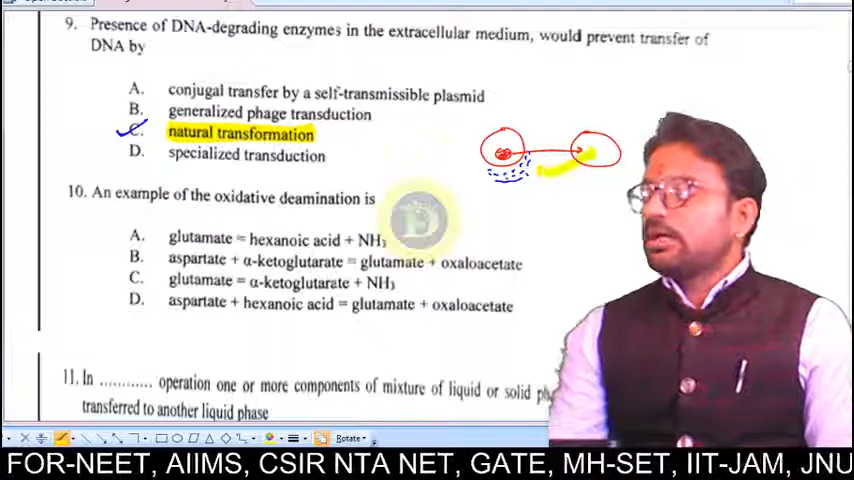 9. Presence of DNA-degrading enzymes in the extracellular medium, would prevent transfer of
DNA by
A. conjugal transfer by a self-transmissible plasmid
B. generalized phage transduction
C. natural transformation
D. specialized transduction
10. An example of the oxidative deamination is
A. glutamate = hexanoic acid + NH₃
B. aspartate + α-ketoglutarate = glutamate + oxaloacetate
C. glutamate = α-ketoglutarate + NH₃
D. aspartate + hexanoic acid = glutamate + oxaloacetate
11. In ............ operation one or more components of mixture of liquid or solid
transferred to another liquid phase
Rotate
FOR-NEET, AIIMS, CSIR NTA NET, GATE, MH-SET, IIT-JAM, JNU